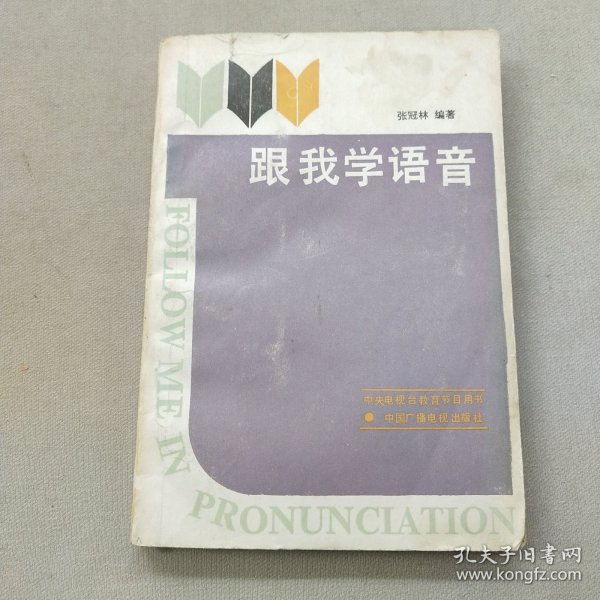 张冠林 编著
跟我学语音
FOLLOW ME IN
PRONUNCIATION
中央电视台教育节目用书
● 中国广播电视出版社
孔夫子旧书网
www.kongfz.com